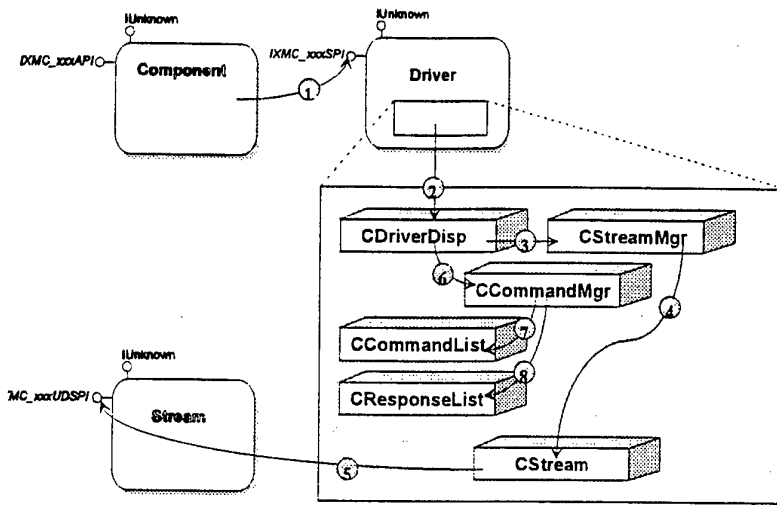 IUnknown
IUnknown
IXMC_xxxAPI
Component
IXMC_xxxSPI
Driver
1
2
CDriverDisp
3
CStreamMgr
6
CCommandMgr
4
7
CCommandList
8
CResponseList
IUnknown
MC_xxxUDSPI
Stream
5
CStream